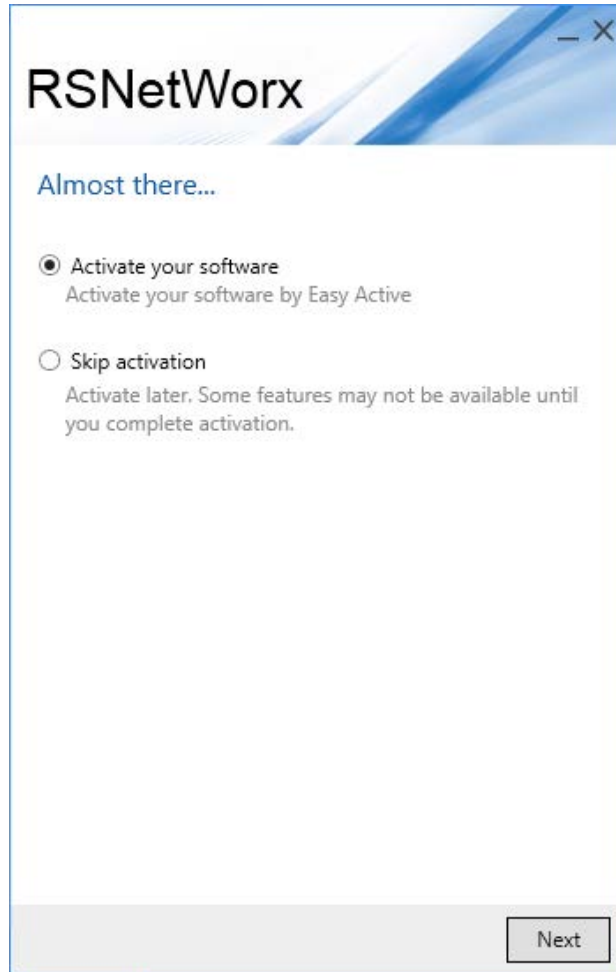 RSNetWorx
Almost there...
Activate your software
Activate your software by Easy Active
Skip activation
Activate later. Some features may not be available until
you complete activation.
Next